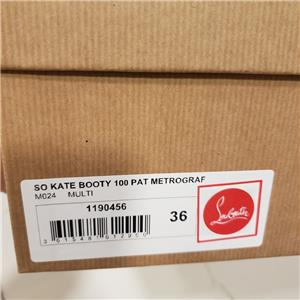 SO KATE BOOTY 100 PAT METROGRAF
M024 MULTI
1190456
36
Louboutin